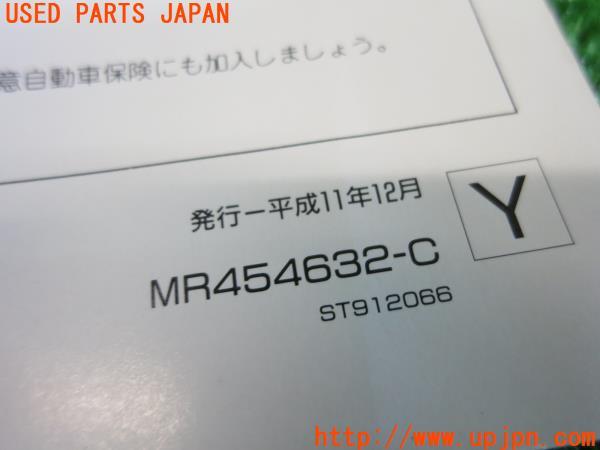 USED PARTS JAPAN
意自動車保険にも加入しましょう。
発行ー平成11年12月
Y
MR454632-C
ST912066
http://www.upjpn.com